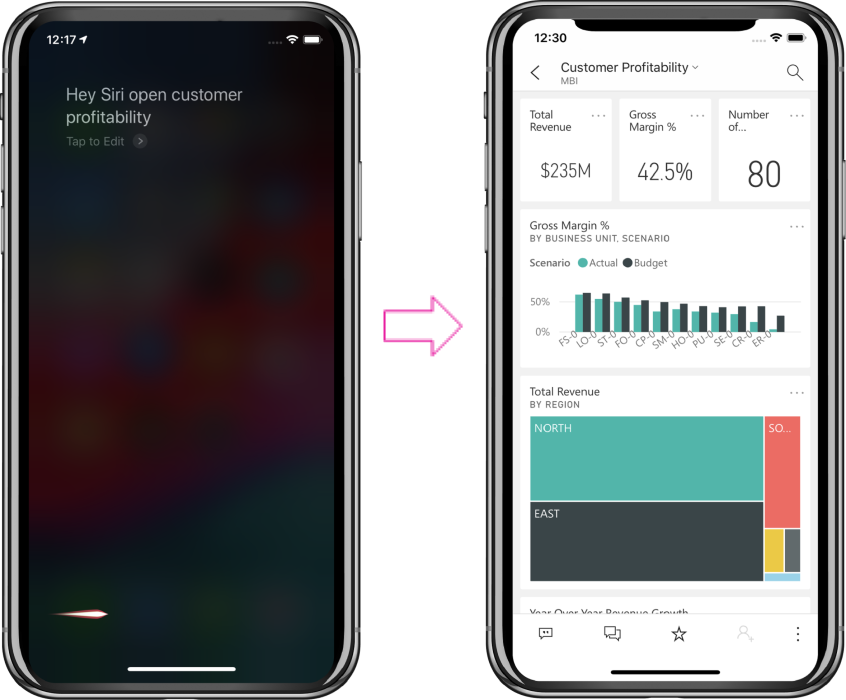 12:17
Hey Siri open customer
profitability
Tap to Edit
12:30
Customer Profitability
MBI
Total
Revenue
$235M
Gross
Margin %
42.5%
Number
of...
80
Gross Margin %
BY BUSINESS UNIT, SCENARIO
Scenario Actual Budget
50%
0%
FS-0 LO-0 ST-0 FO-0 CP-0 SM-0 HO-0 PU-0 SE-0 CR-0 ER-0
Total Revenue
BY REGION
NORTH
SO...
EAST
Year Over Year Revenue Growth